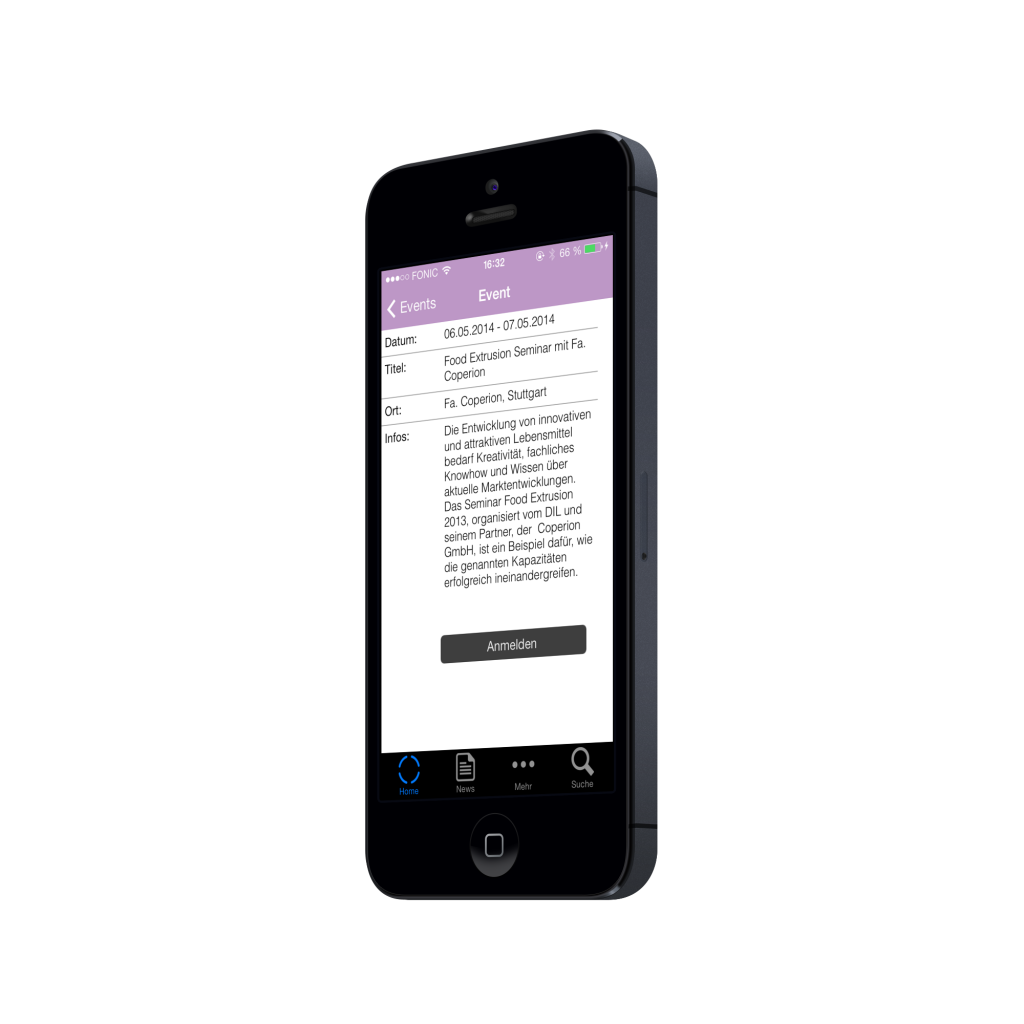 FONIC 16:32 66 %
Events Event
Datum: 06.05.2014 - 07.05.2014
Titel: Food Extrusion Seminar mit Fa.
Coperion
Ort: Fa. Coperion, Stuttgart
Infos: Die Entwicklung von innovativen
und attraktiven Lebensmittel
bedarf Kreativität, fachliches
Knowhow und Wissen über
aktuelle Marktentwicklungen.
Das Seminar Food Extrusion
2013, organisiert vom DIL und
seinem Partner, der Coperion
GmbH, ist ein Beispiel dafür, wie
die genannten Kapazitäten
erfolgreich ineinandergreifen.
Anmelden
Home News Mehr Suche